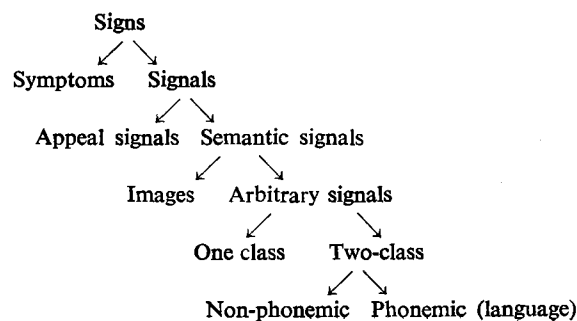 Signs
Symptoms Signals
Appeal signals Semantic signals
Images Arbitrary signals
One class Two-class
Non-phonemic Phonemic (language)